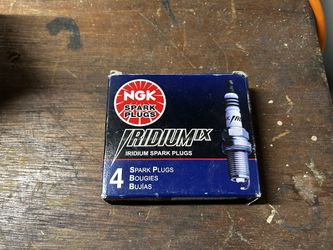 NGK
SPARK
PLUGS
IRIDIUM IX
IRIDIUM SPARK PLUGS
4
SPARK PLUGS
BOUGIES
BUJÍAS